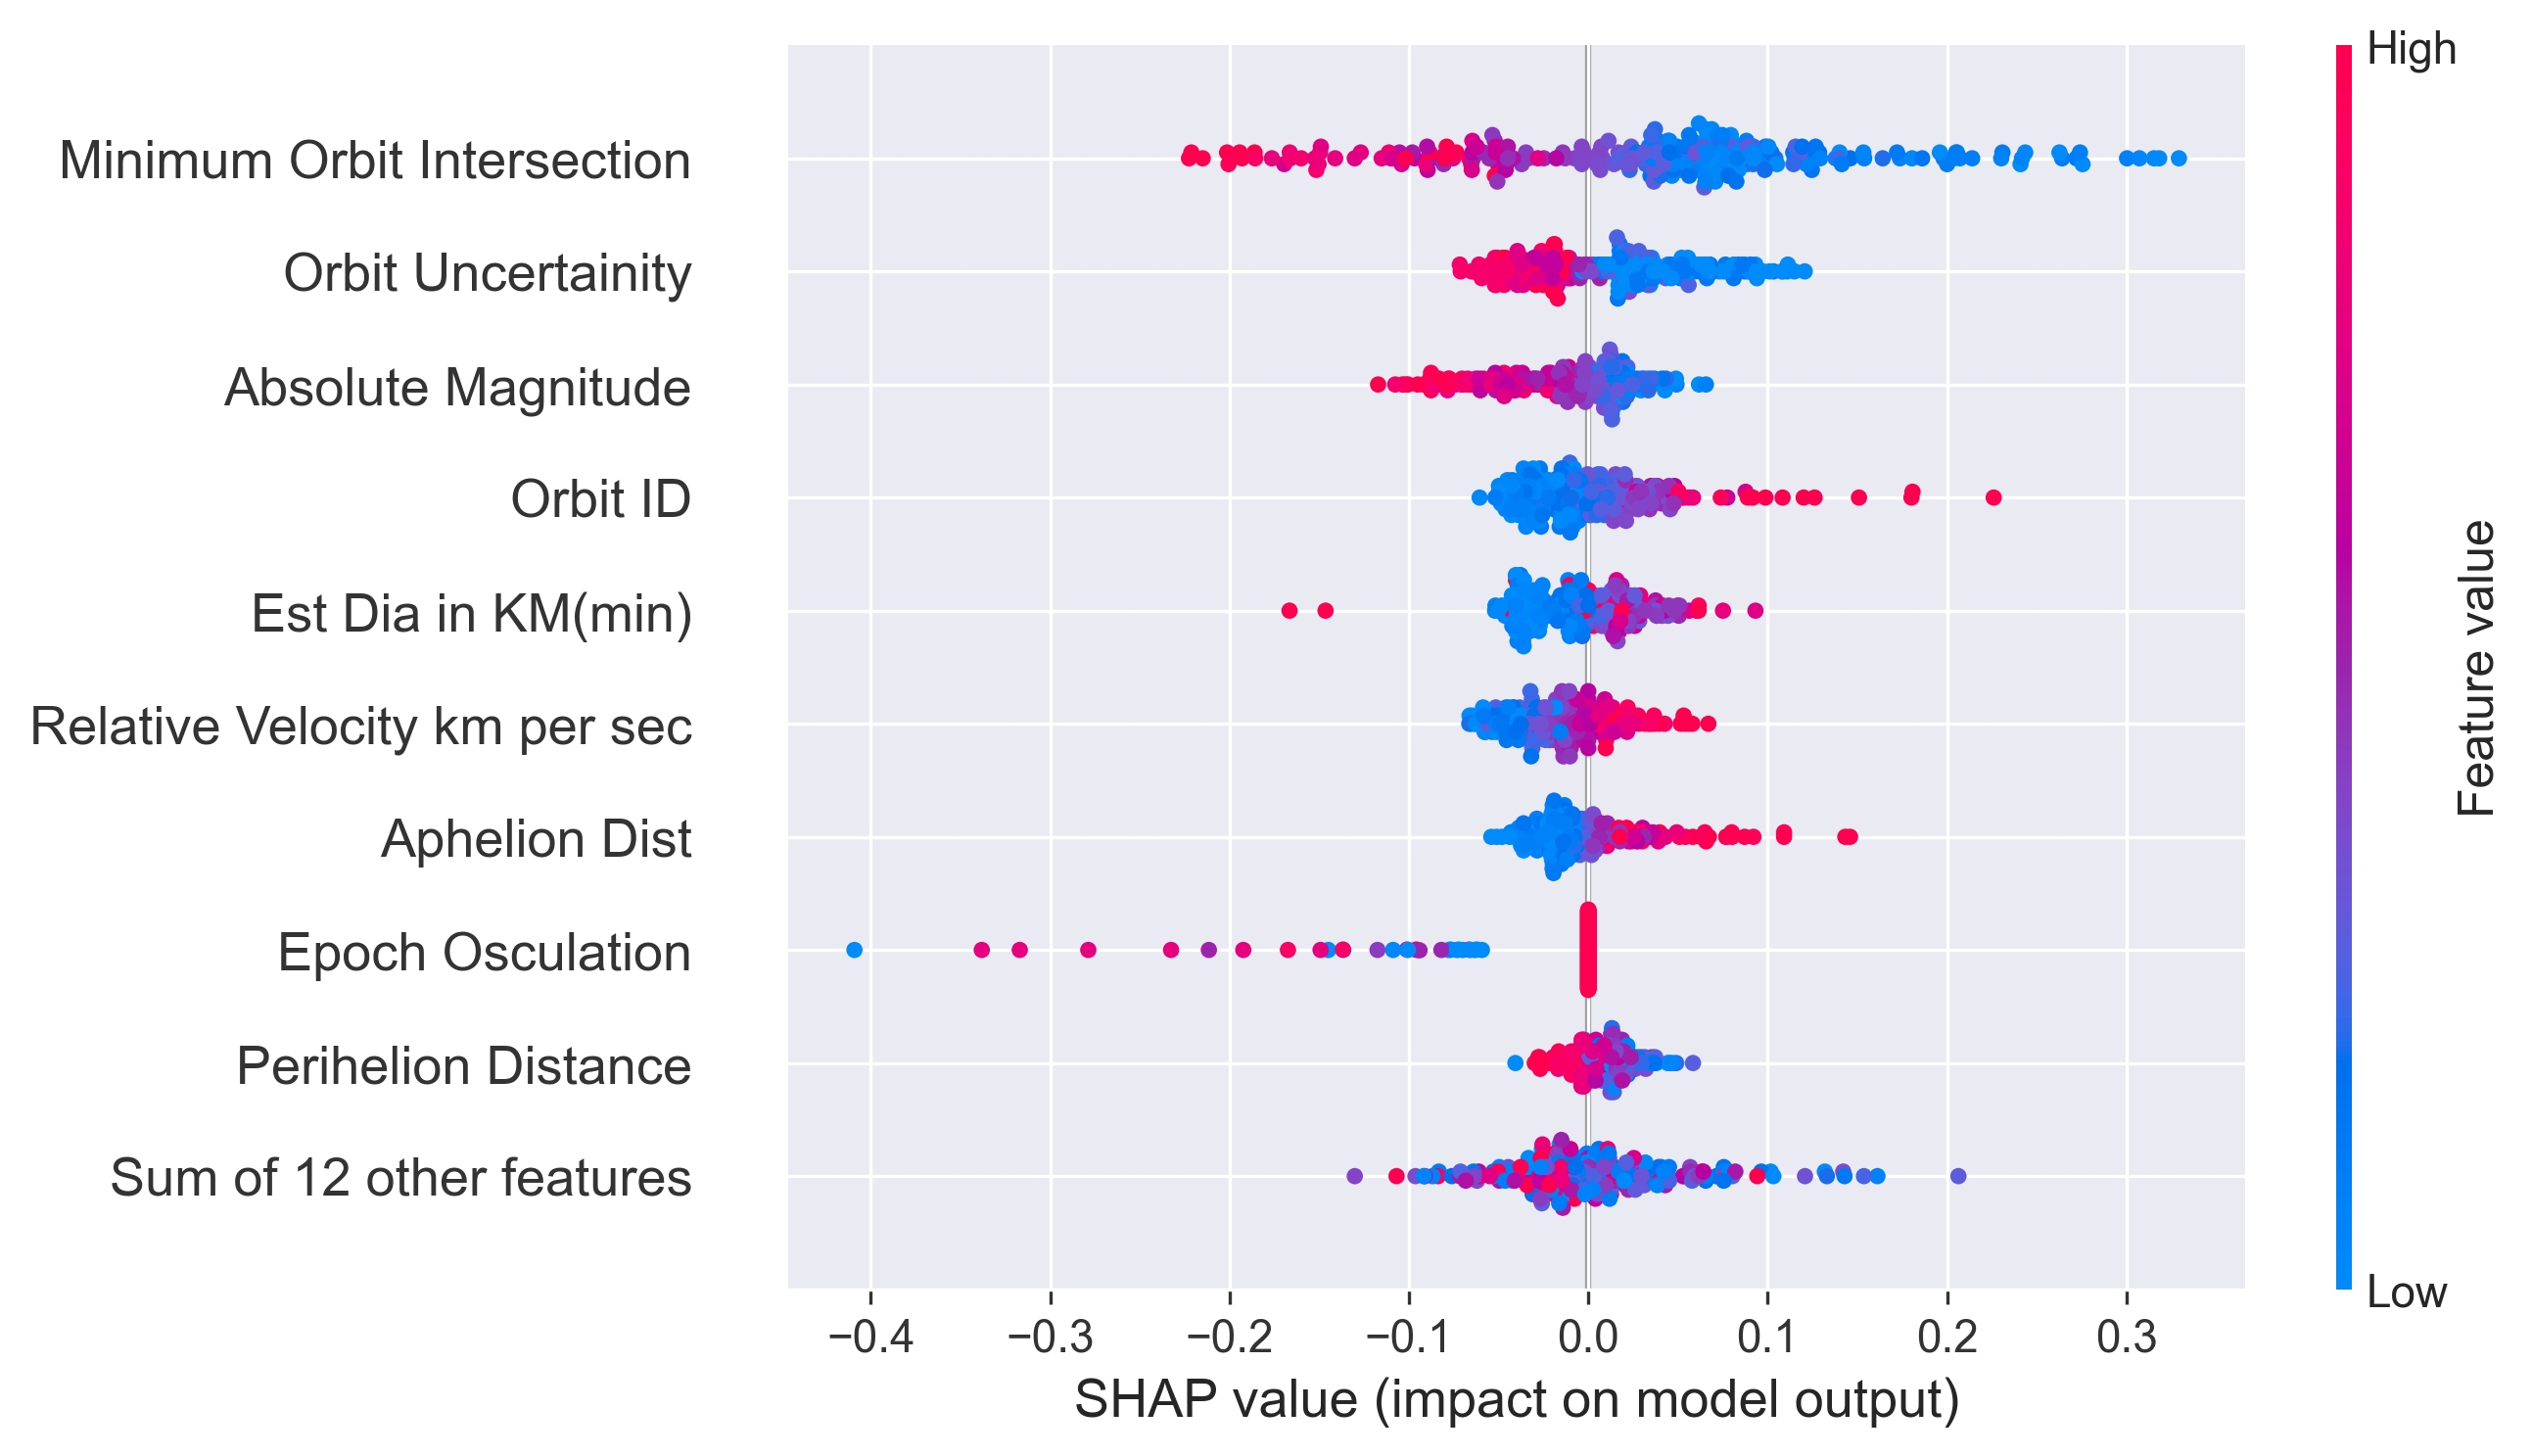 High
Minimum Orbit Intersection
Orbit Uncertainity
Absolute Magnitude
Orbit ID
Est Dia in KM(min)
Relative Velocity km per sec
Aphelion Dist
Epoch Osculation
Perihelion Distance
Sum of 12 other features
Feature value
Low
−0.4 −0.3 −0.2 −0.1 0.0 0.1 0.2 0.3
SHAP value (impact on model output)